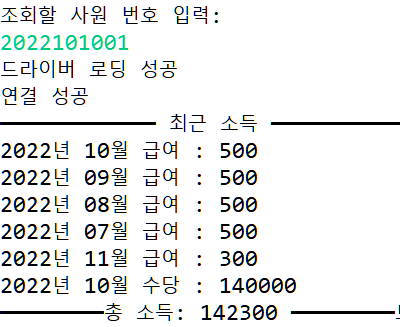 조회할 사원 번호 입력:
2022101001
드라이버 로딩 성공
연결 성공
━━━━━━━━━ 최근 소득 ━━━━━━━━━
2022년 10월 급여 : 500
2022년 09월 급여 : 500
2022년 08월 급여 : 500
2022년 07월 급여 : 500
2022년 11월 급여 : 300
2022년 10월 수당 : 140000
━━━━━━총 소득: 142300 ━━━━━━